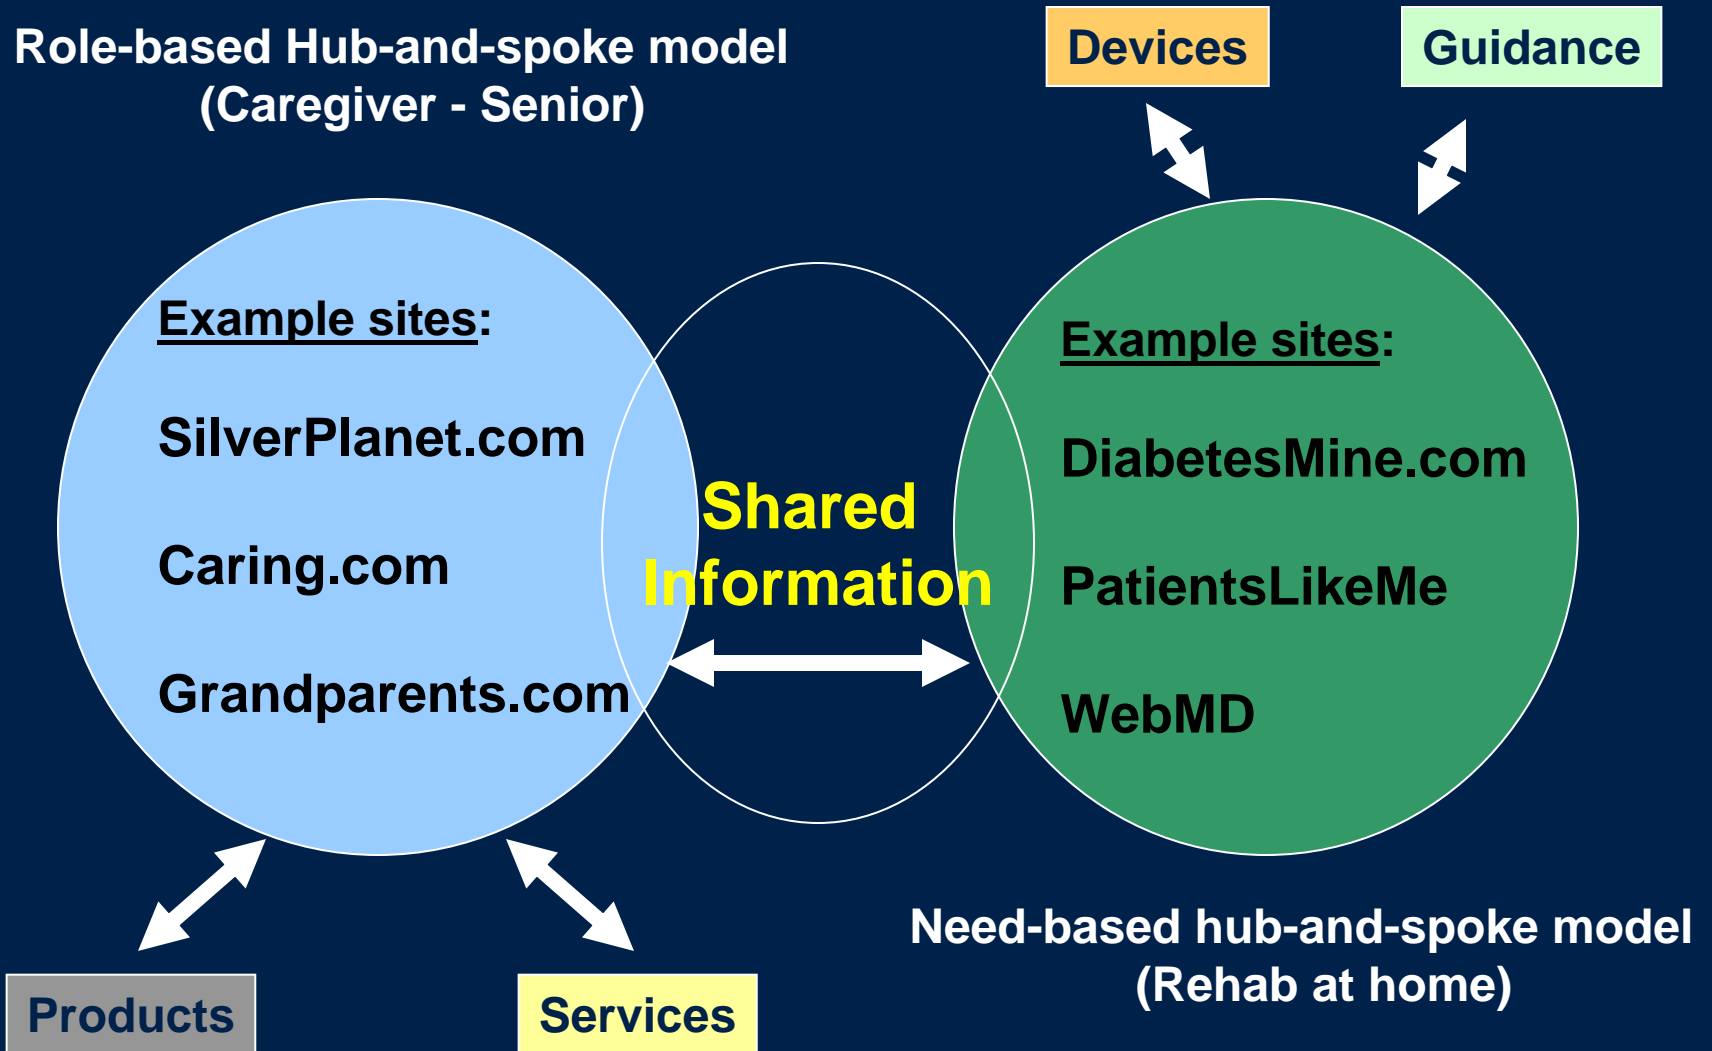 Role-based Hub-and-spoke model
(Caregiver - Senior)
Devices
Guidance
Example sites:
SilverPlanet.com
Caring.com
Grandparents.com
Shared
Information
Example sites:
DiabetesMine.com
PatientsLikeMe
WebMD
Products
Services
Need-based hub-and-spoke model
(Rehab at home)